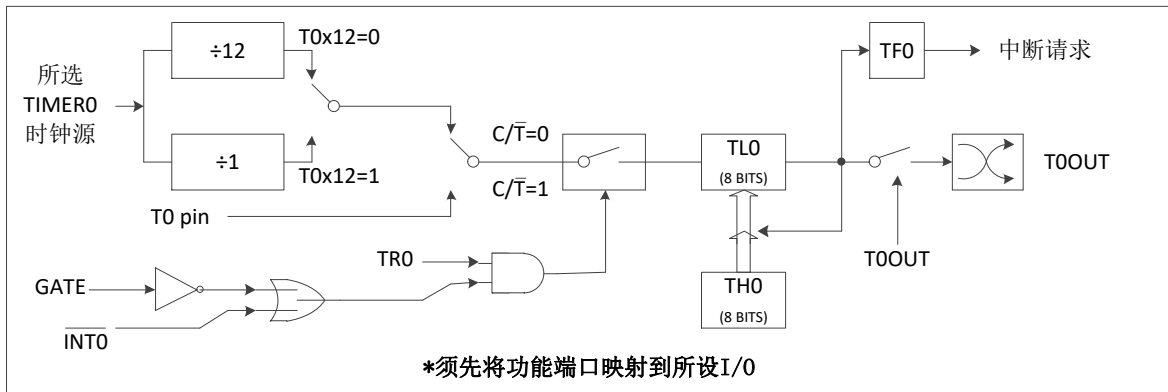 ÷12
T0x12=0
所选
TIMER0
时钟源
÷1
T0x12=1
T0 pin
C/T̅=0
C/T̅=1
TL0
(8 BITS)
TF0
中断请求
T0OUT
T0OUT
TR0
TH0
(8 BITS)
GATE
I̅N̅T̅0̅
*须先将功能端口映射到所设I/0